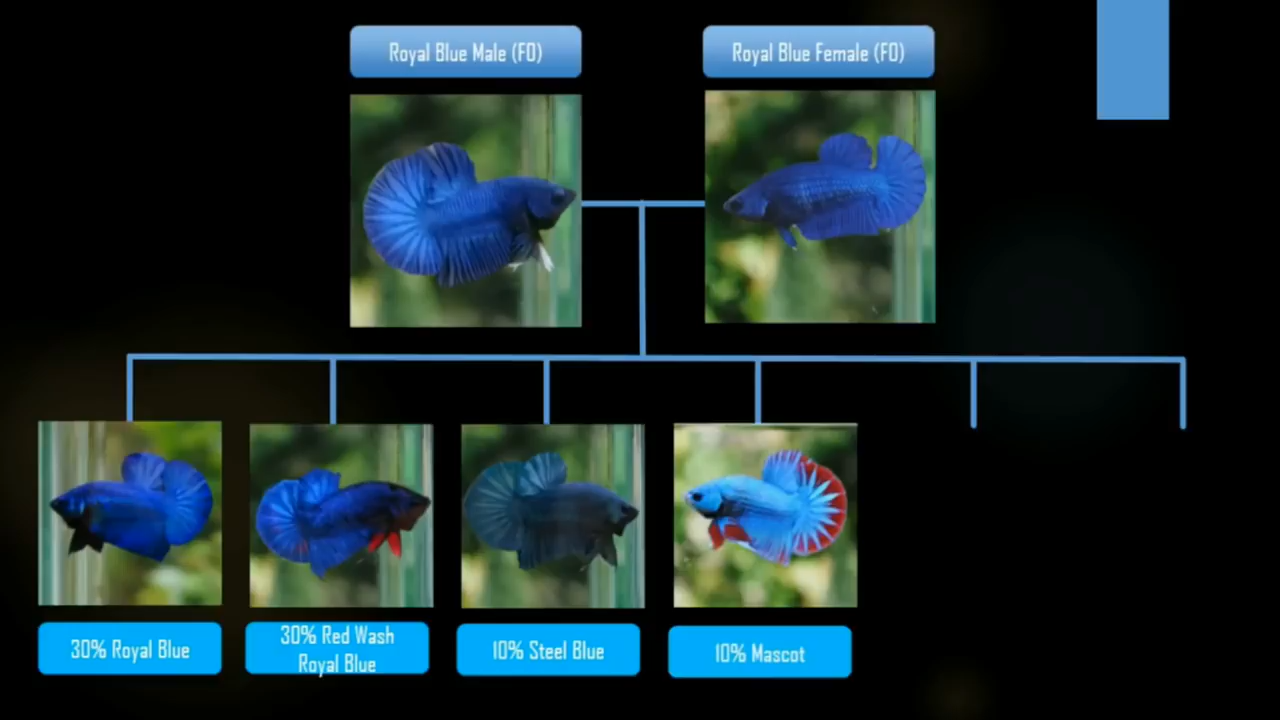 Royal Blue Male (F0)
Royal Blue Female (F0)
30% Royal Blue
30% Red Wash
Royal Blue
10% Steel Blue
10% Mascot